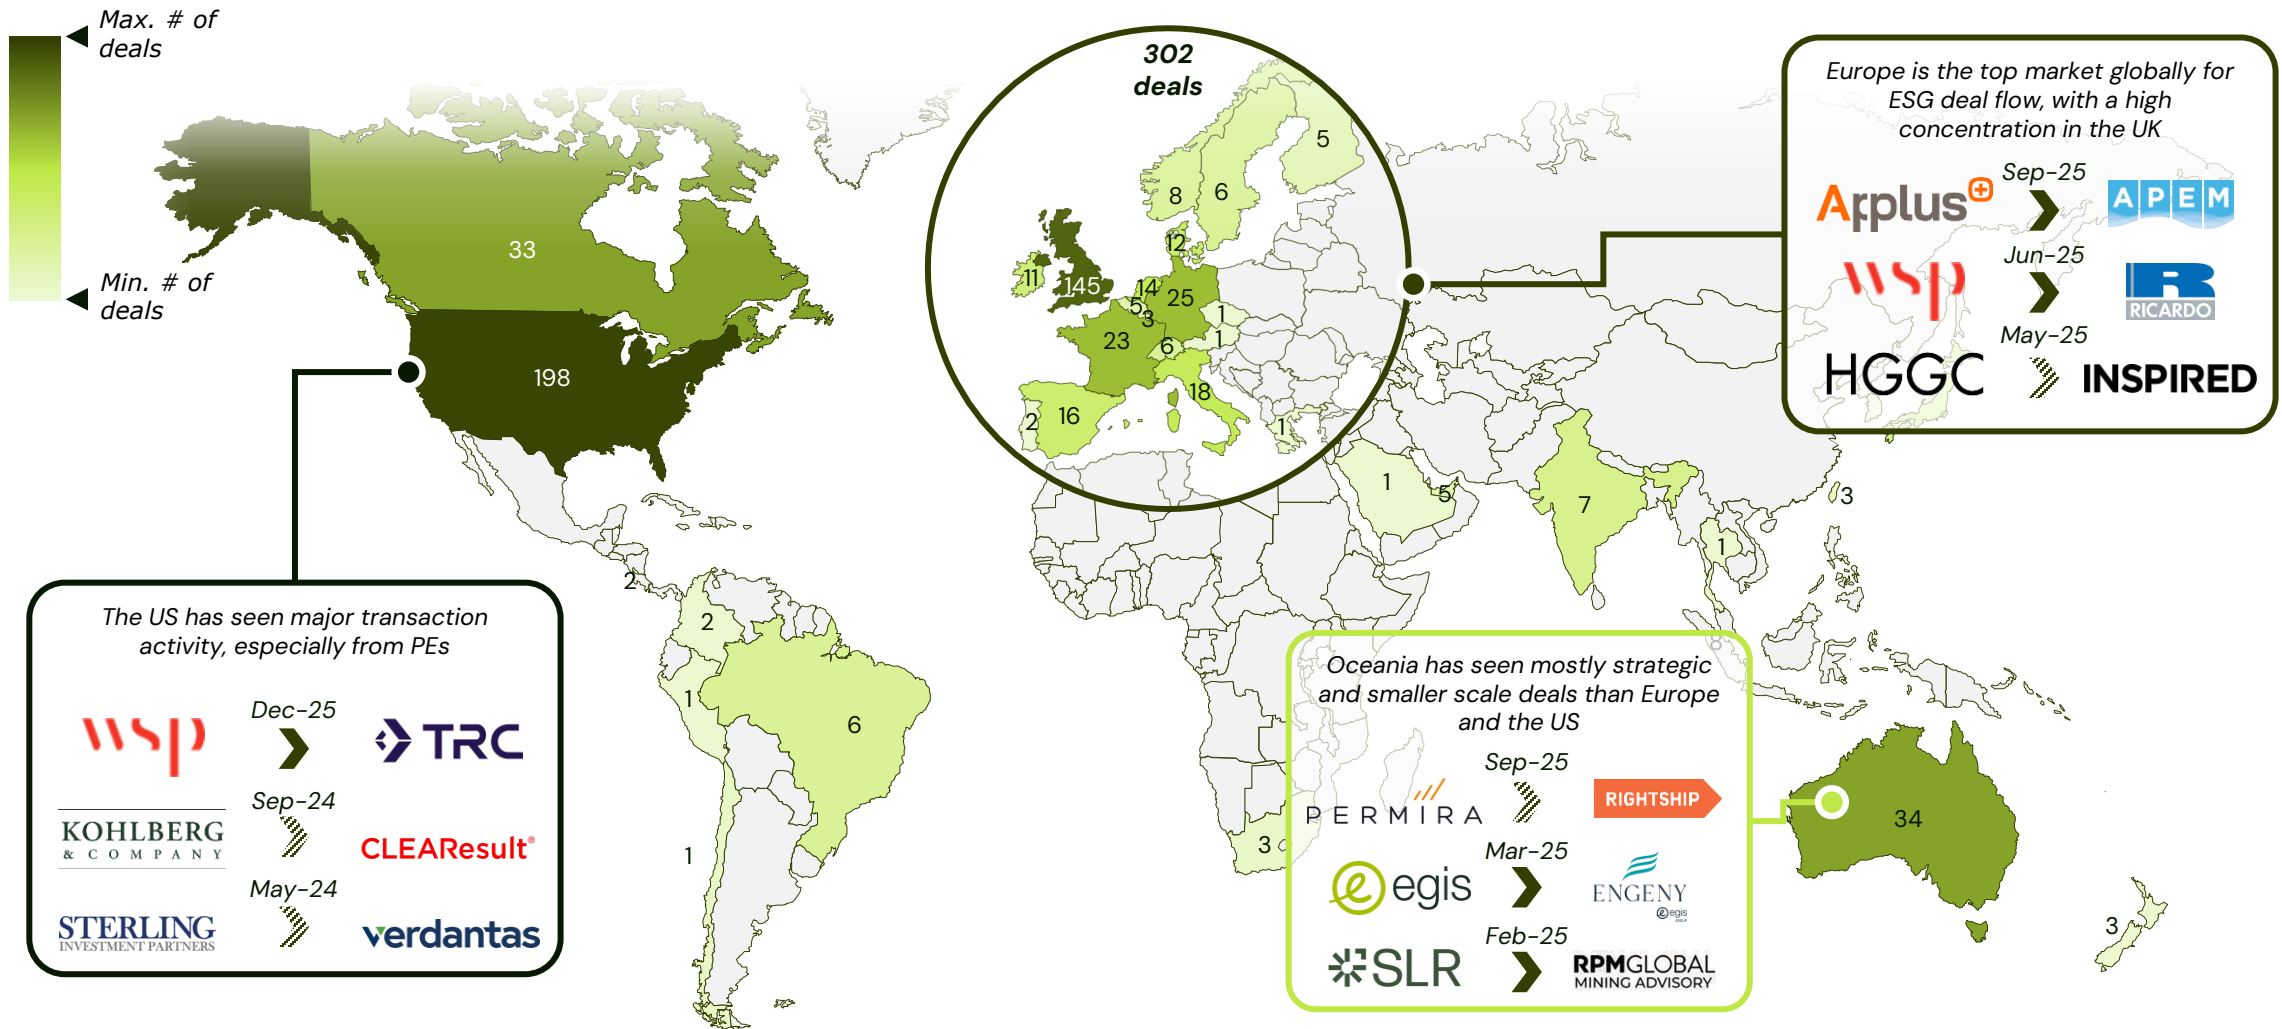 Max. # of
deals
Min. # of
deals
302
deals
33
198
5
8
6
12
11
145
14
25
5
3
1
23
6
1
18
2
16
1
1
5
7
3
1
8
2
2
1
6
1
3
34
3
Europe is the top market globally for
ESG deal flow, with a high
concentration in the UK
Sep-25
Applus+
APEM
Jun-25
wsp
RICARDO
May-25
HGGC
INSPIRED
The US has seen major transaction
activity, especially from PEs
Dec-25
wsp
TRC
Sep-24
KOHLBERG
& COMPANY
CLEAResult®
May-24
STERLING
INVESTMENT PARTNERS
verdantas
Oceania has seen mostly strategic
and smaller scale deals than Europe
and the US
Sep-25
PERMIRA
RIGHTSHIP
Mar-25
egis
ENGENY
egis
Feb-25
SLR
RPMGLOBAL
MINING ADVISORY